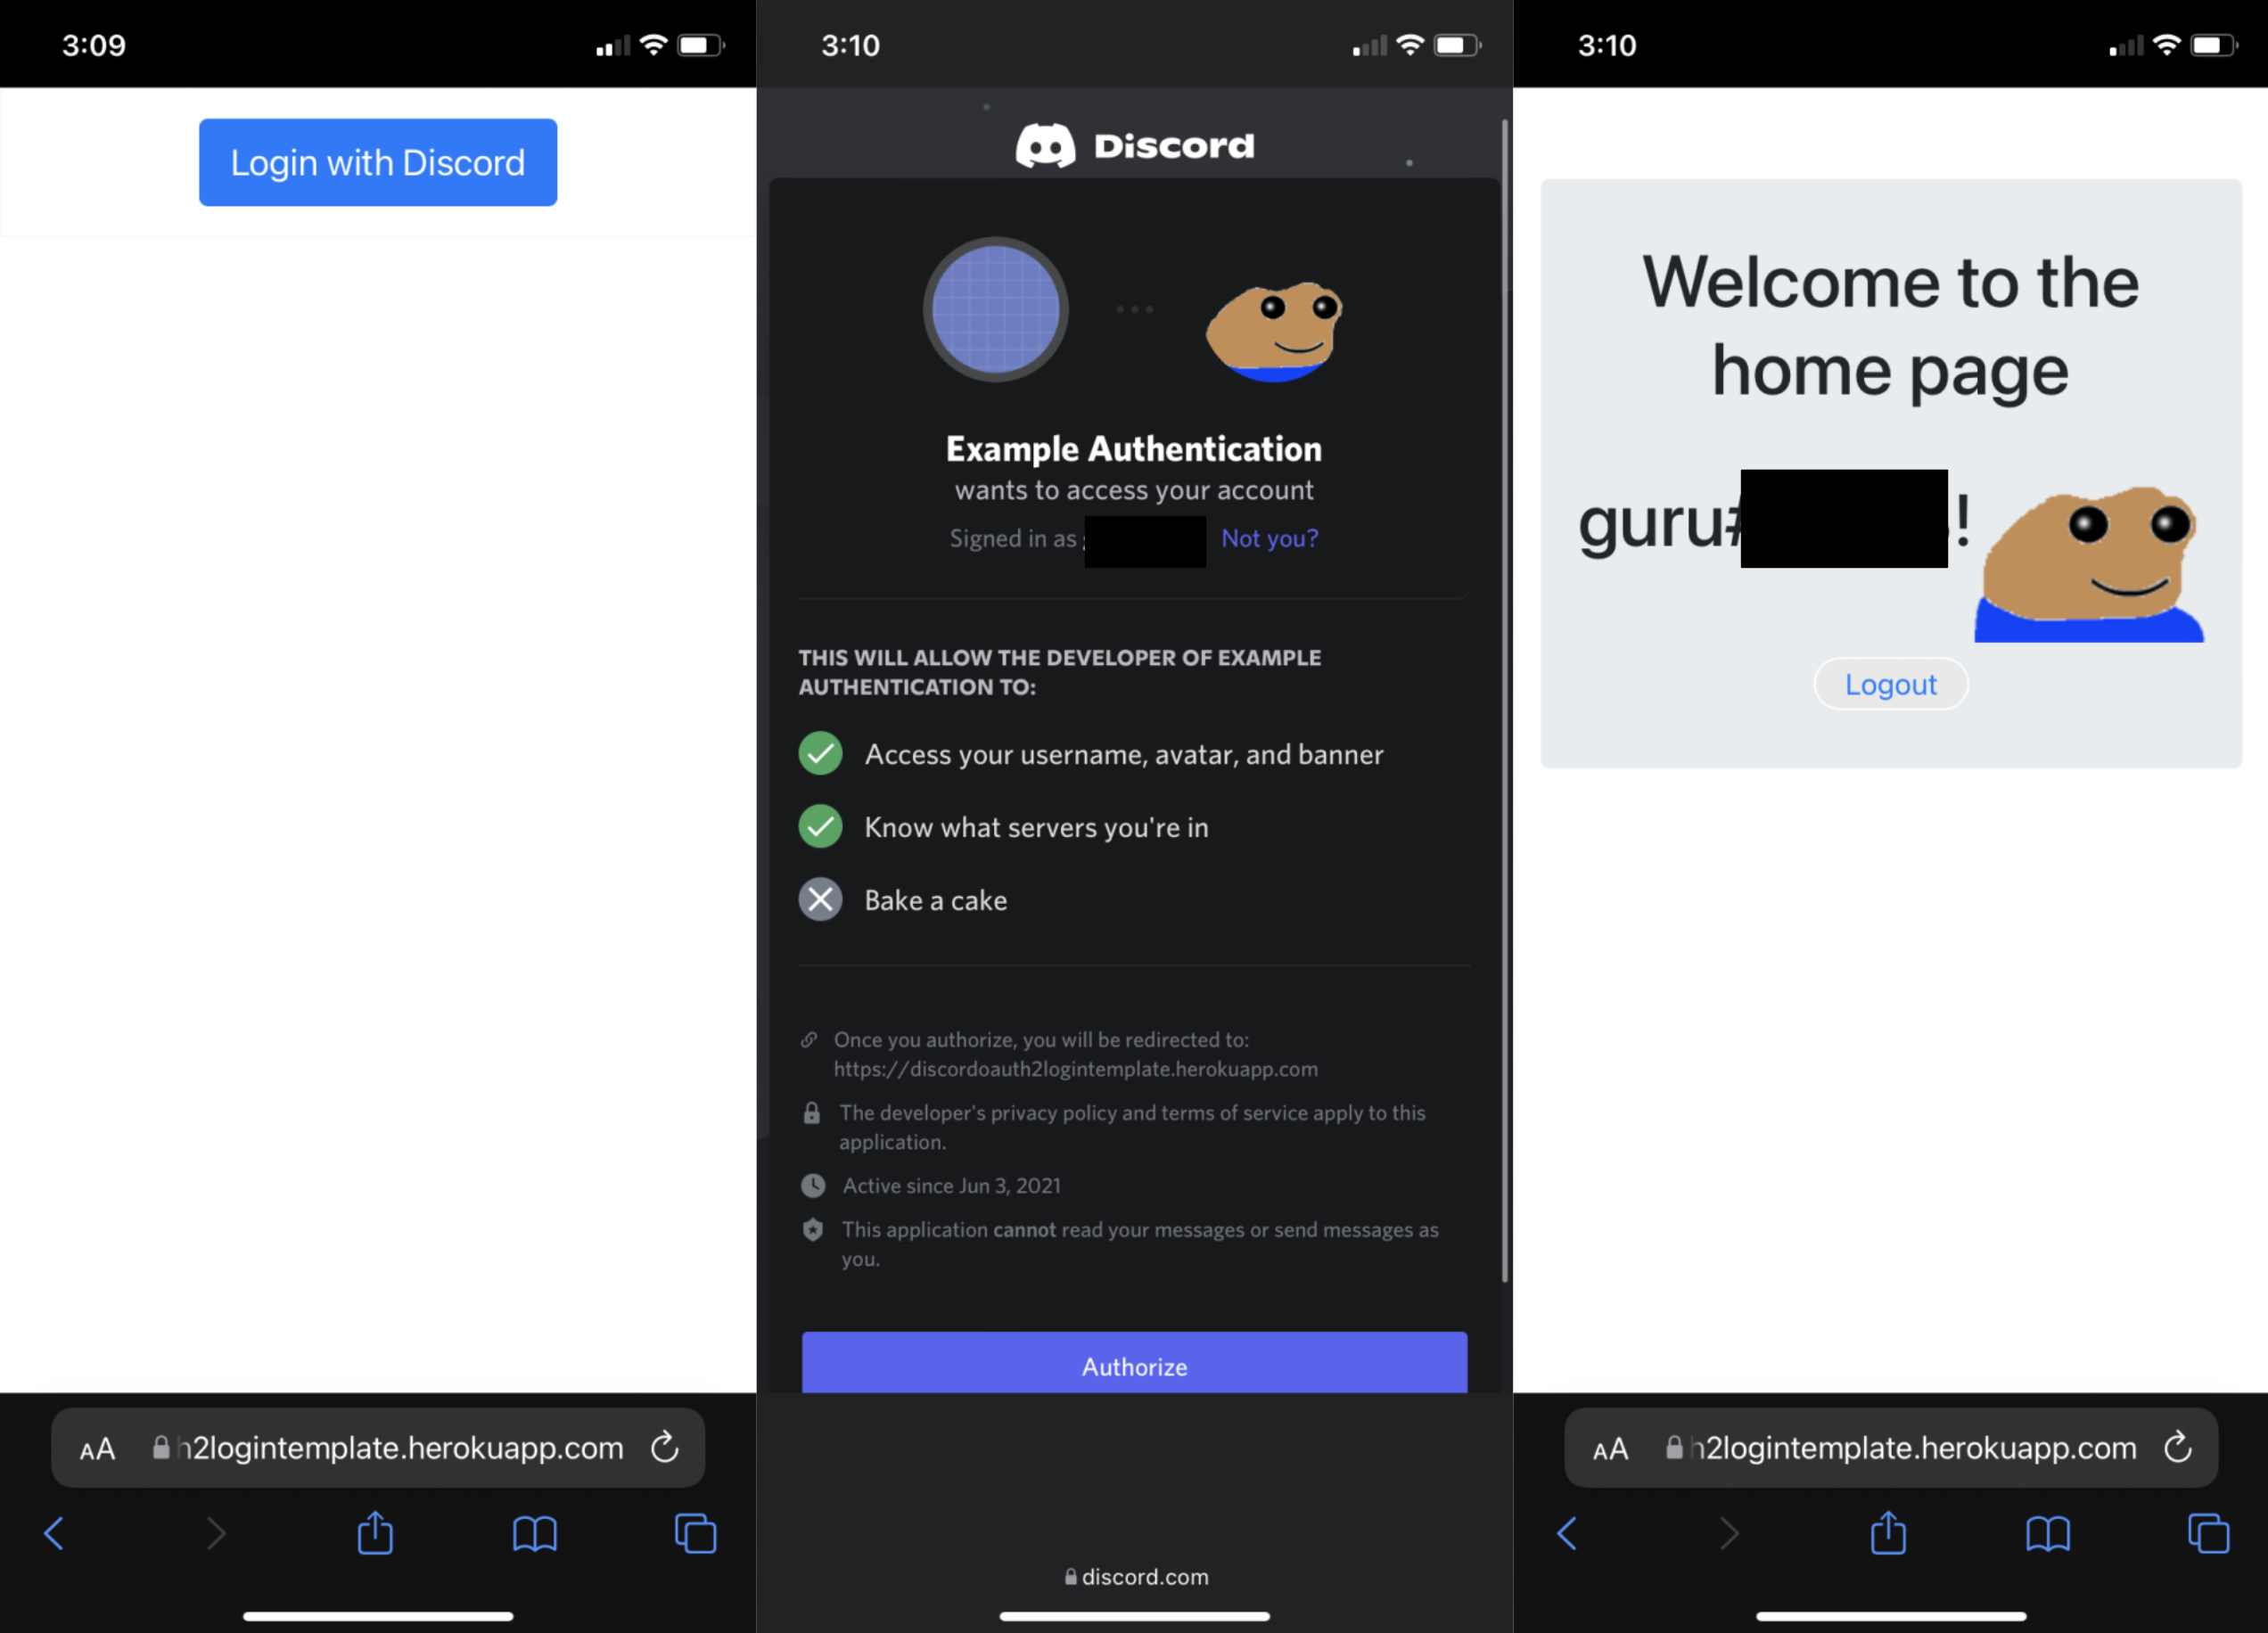 3:09
Login with Discord
AA
h2logintemplate.herokuapp.com
3:10
Discord
Example Authentication
wants to access your account
Signed in as Not you?
THIS WILL ALLOW THE DEVELOPER OF EXAMPLE
AUTHENTICATION TO:
Access your username, avatar, and banner
Know what servers you're in
Bake a cake
Once you authorize, you will be redirected to:
https://discordoauth2logintemplate.herokuapp.com
The developer's privacy policy and terms of service apply to this
application.
Active since Jun 3, 2021
This application cannot read your messages or send messages as
you.
Authorize
discord.com
3:10
Welcome to the
home page
guru# !
Logout
AA
h2logintemplate.herokuapp.com